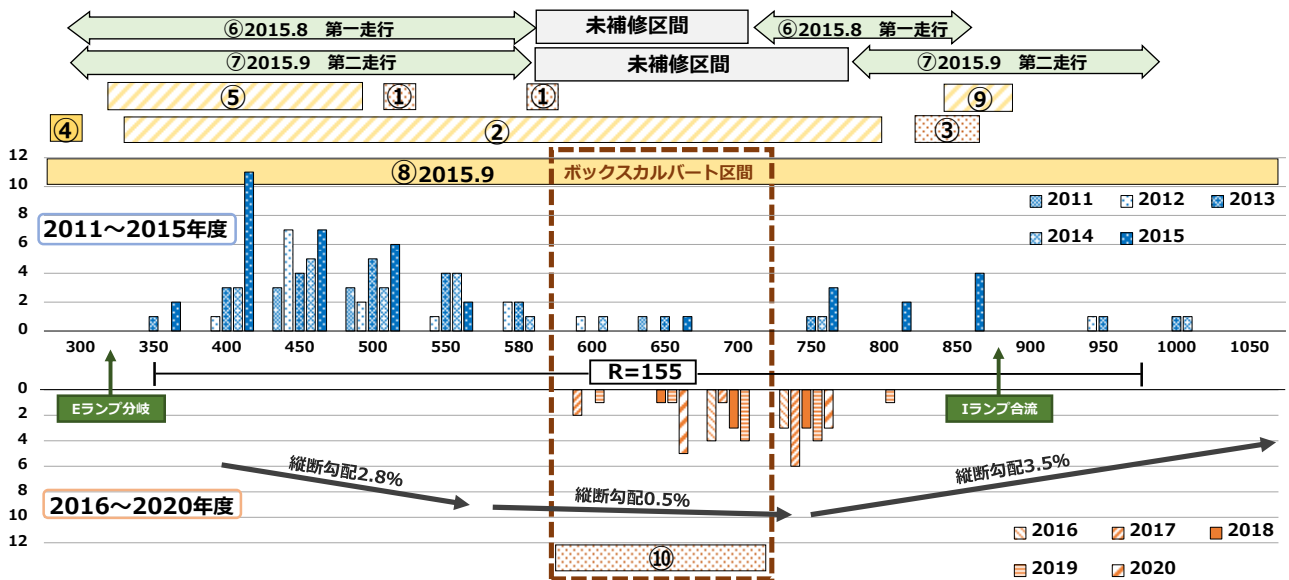 ⑥2015.8 第一走行
未補修区間
⑥2015.8 第一走行
⑦2015.9 第二走行
未補修区間
⑦2015.9 第二走行
⑤
①
①
⑨
④
②
③
12
10
8
6
4
2
0
⑧2015.9
ボックスカルバート区間
2011～2015年度
2011 2012 2013
2014 2015
300 350 400 450 500 550 580 600 650 700 750 800 850 900 950 1000 1050
R=155
Eランプ分岐
Iランプ合流
0
2
4
6
8
10
12
縦断勾配2.8%
縦断勾配0.5%
縦断勾配3.5%
2016～2020年度
⑩
2016 2017 2018
2019 2020